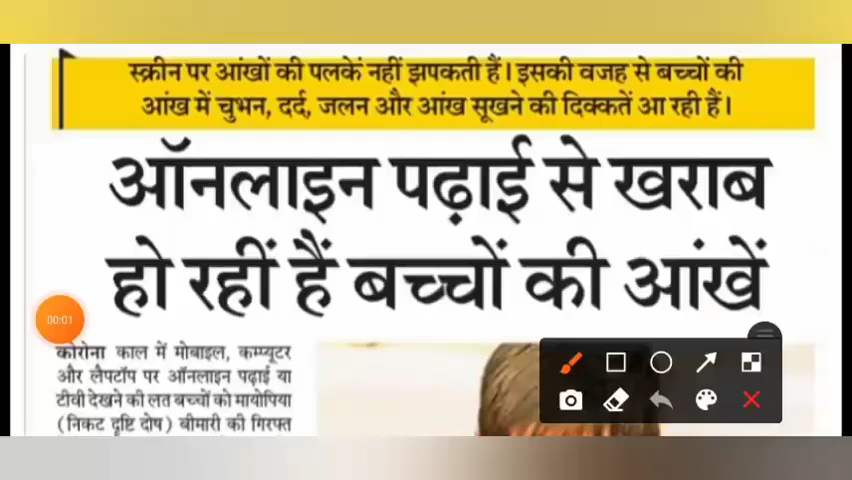 स्क्रीन पर आंखों की पलकें नहीं झपकती हैं। इसकी वजह से बच्चों की
आंख में चुभन, दर्द, जलन और आंख सूखने की दिक्कतें आ रही हैं।
ऑनलाइन पढ़ाई से खराब
हो रहीं हैं बच्चों की आंखें
00:01
कोरोना काल में मोबाइल, कम्प्यूटर
और लैपटॉप पर ऑनलाइन पढ़ाई या
टीवी देखने की लत बच्चों को मायोपिया
(निकट दृष्टि दोष) बीमारी की गिरफ्त